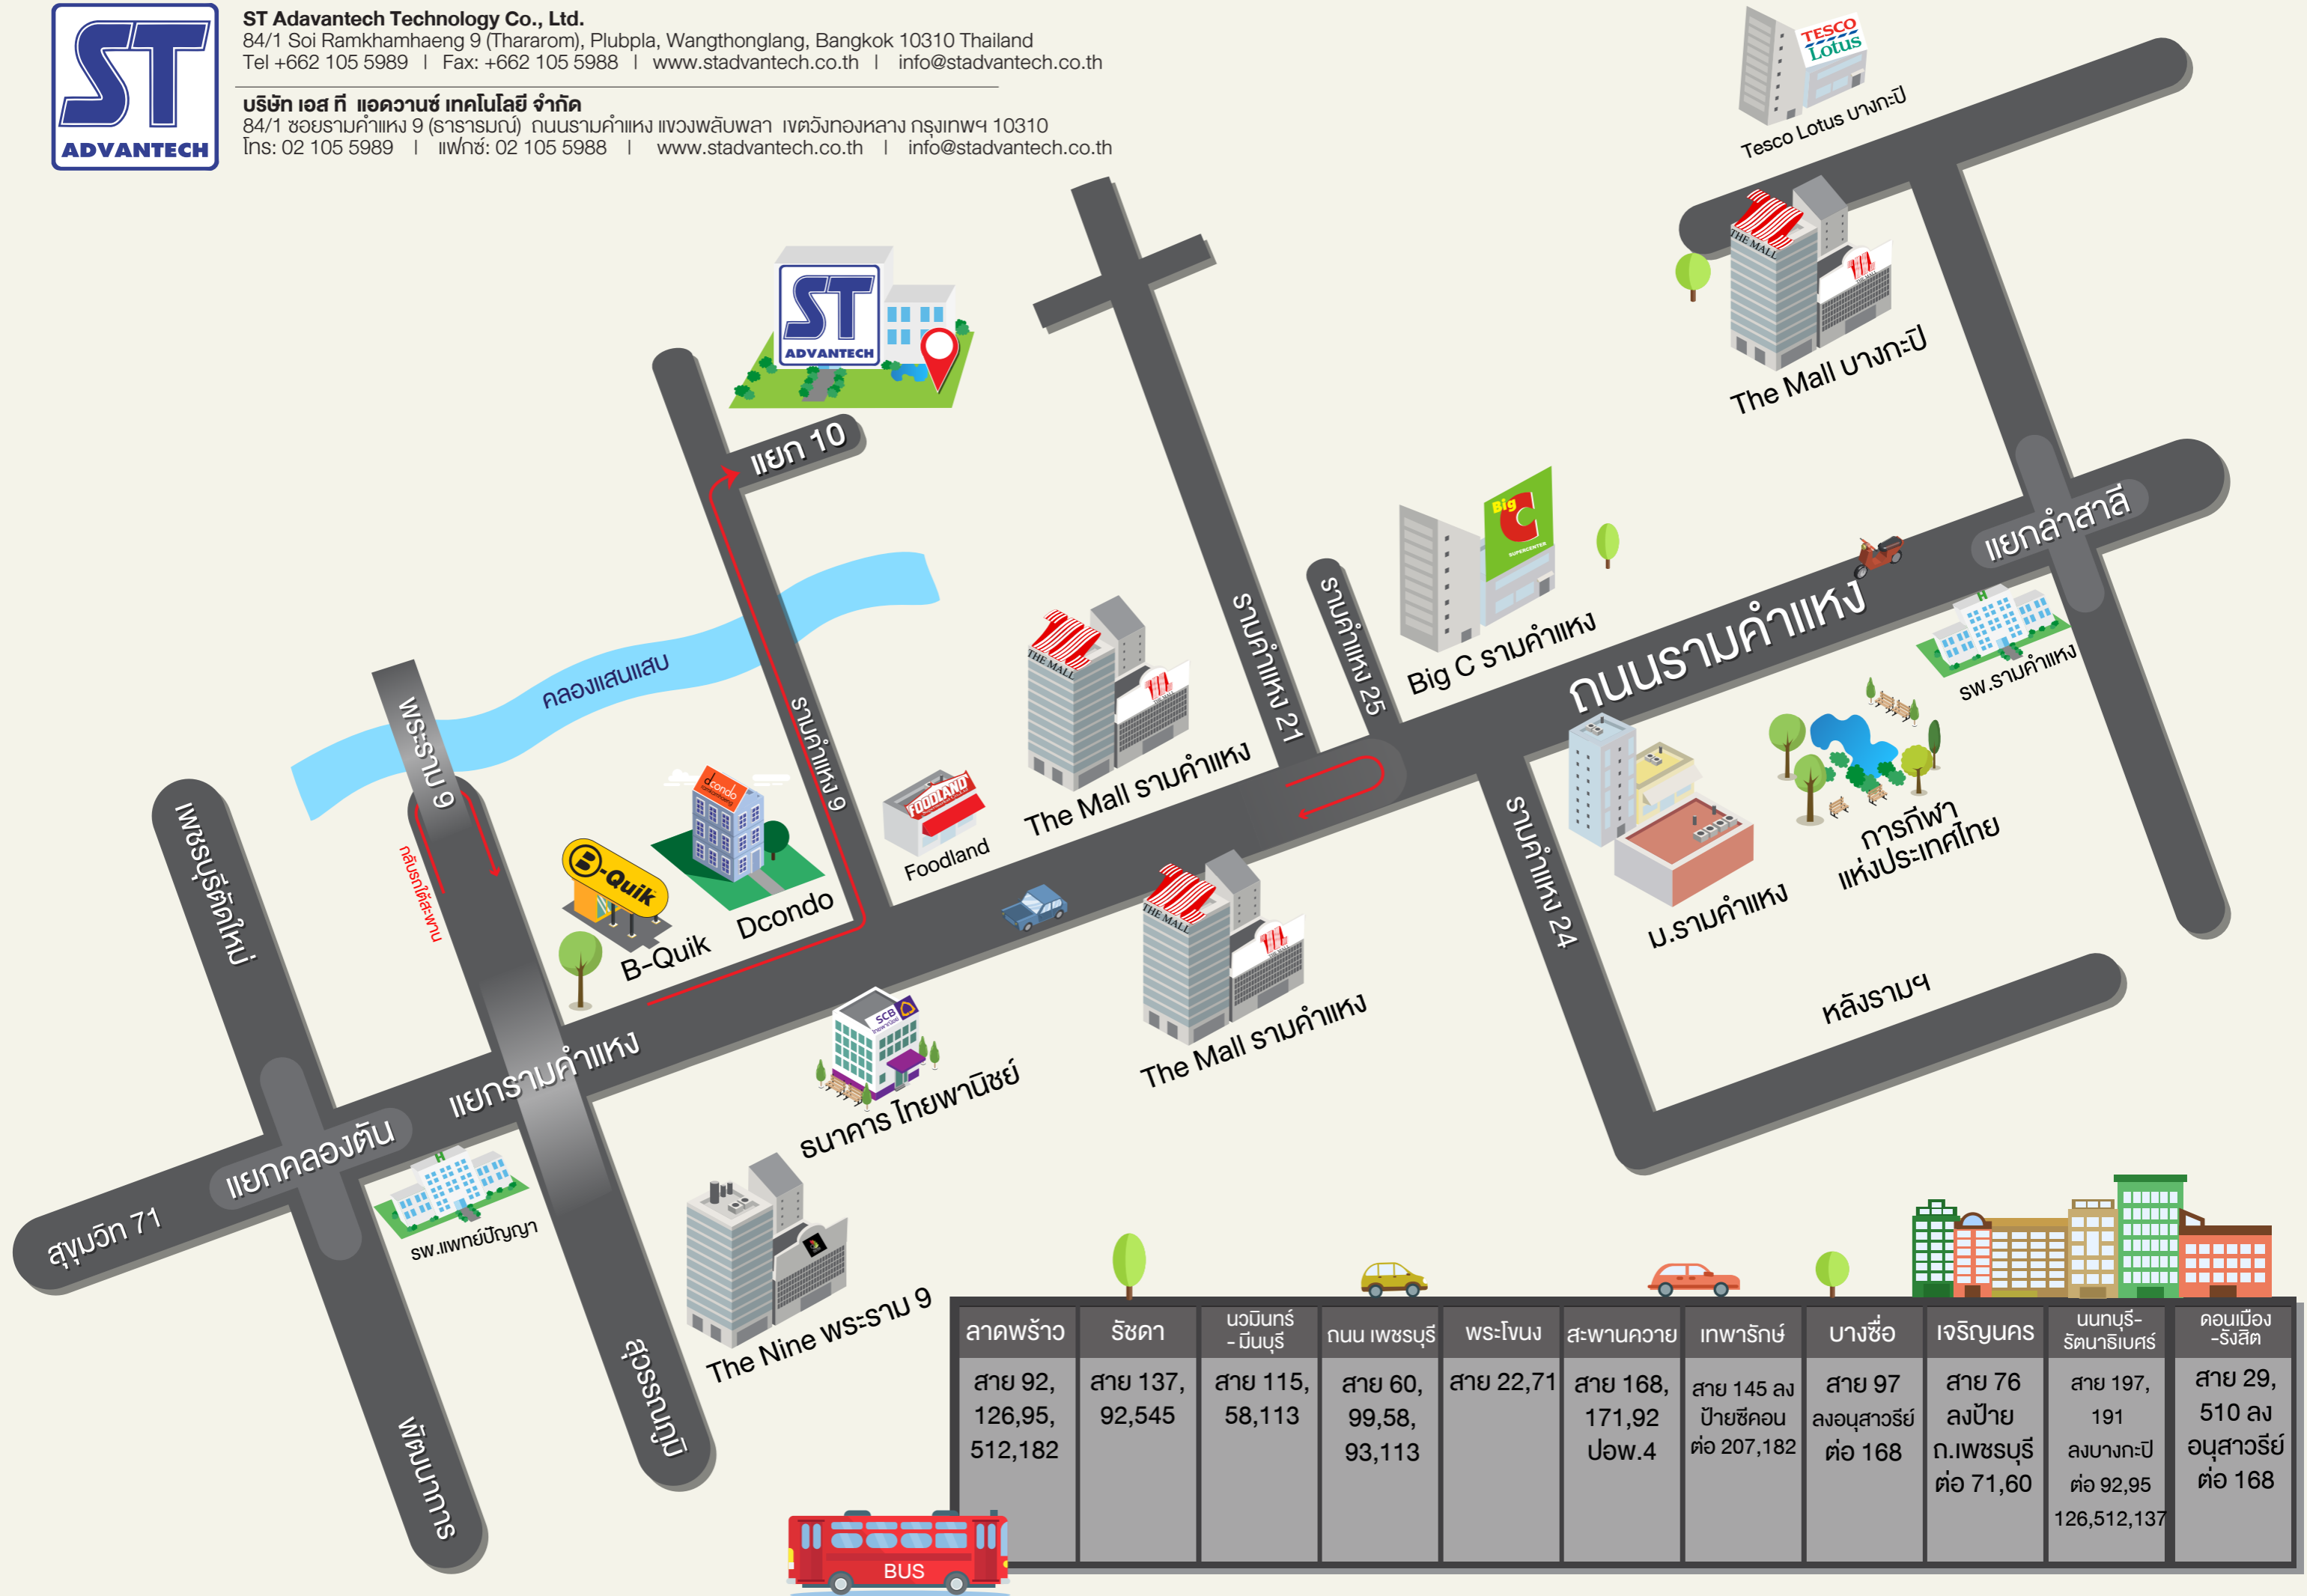 ST
ADVANTECH
ST Adavantech Technology Co., Ltd.
84/1 Soi Ramkhamhaeng 9 (Thararom), Plubpla, Wangthonglang, Bangkok 10310 Thailand
Tel +662 105 5989 | Fax: +662 105 5988 | www.stadvantech.co.th | info@stadvantech.co.th
บริษัท เอส ที แอดวานซ์ เทคโนโลยี จำกัด
84/1 ซอยรามคำแหง 9 (ธารารมณ์) ถนนรามคำแหง แขวงพลับพลา เขตวังทองหลาง กรุงเทพฯ 10310
โทร: 02 105 5989 | แฟกซ์: 02 105 5988 | www.stadvantech.co.th | info@stadvantech.co.th
TESCO
Lotus
Tesco Lotus บางกะปิ
THE MALL
The Mall บางกะปิ
ST
ADVANTECH
แยก 10
Big
C
SUPERCENTER
Big C รามคำแหง
แยกลำสาลี
ถนนรามคำแหง
H
รพ.รามคำแหง
รามคำแหง 21
รามคำแหง 25
คลองแสนแสบ
พระราม 9
รามคำแหง 9
THE MALL
The Mall รามคำแหง
FOODLAND
Foodland
dcondo
Dcondo
B-Quik
B-Quik
กลับรถใต้สะพาน
เพชรบุรีตัดใหม่
การกีฬา
แห่งประเทศไทย
ม.รามคำแหง
รามคำแหง 24
หลังรามฯ
THE MALL
The Mall รามคำแหง
SCB
ไทยพาณิชย์
ธนาคาร ไทยพานิชย์
แยกรามคำแหง
แยกคลองตัน
สุขุมวิท 71
H
รพ.แพทย์ปัญญา
The Nine พระราม 9
สุวรรณภูมิ
พัฒนาการ
ลาดพร้าว
สาย 92,
126,95,
512,182
รัชดา
สาย 137,
92,545
นวมินทร์
- มีนบุรี
สาย 115,
58,113
ถนน เพชรบุรี
สาย 60,
99,58,
93,113
พระโขนง
สาย 22,71
สะพานควาย
สาย 168,
171,92
ปอพ.4
เทพารักษ์
สาย 145 ลง
ป้ายซีคอน
ต่อ 207,182
บางซื่อ
สาย 97
ลงอนุสาวรีย์
ต่อ 168
เจริญนคร
สาย 76
ลงป้าย
ถ.เพชรบุรี
ต่อ 71,60
นนทบุรี-
รัตนาธิเบศร์
สาย 197,
191
ลงบางกะปิ
ต่อ 92,95
126,512,137
ดอนเมือง
-รังสิต
สาย 29,
510 ลง
อนุสาวรีย์
ต่อ 168
BUS